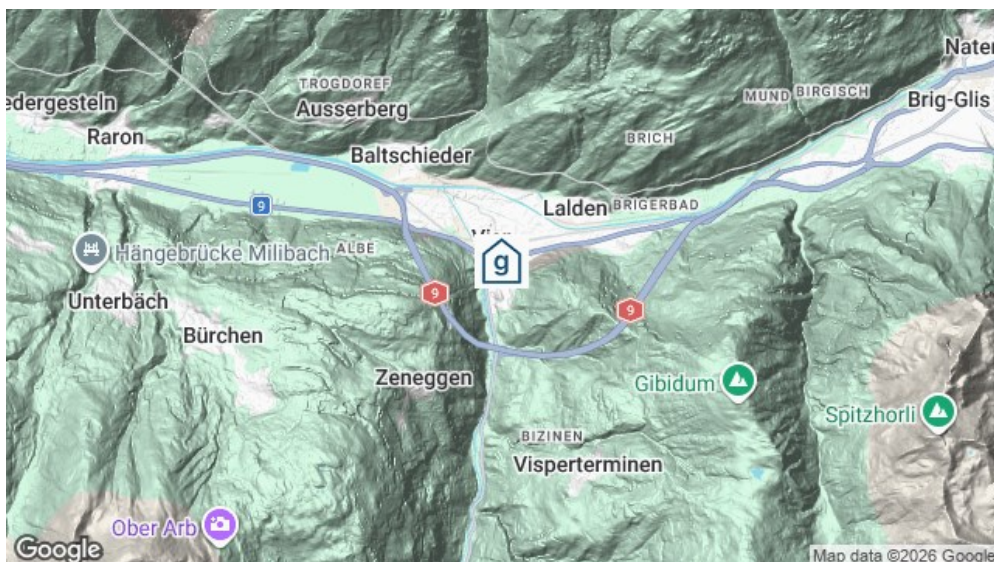 Nater
edergesteln
TROGDOREF
Ausserberg
MUND
BIRGISCH
Brig-Glis
Raron
BRICH
Baltschieder
9
Lalden
BRIGERBAD
ALBE
Hängebrücke Milibach
g
9
9
Unterbäch
Bürchen
Zeneggen
Gibidum
Spitzhorli
BIZINEN
Visperterminen
Ober Arb
Google
Map data ©2026 Google